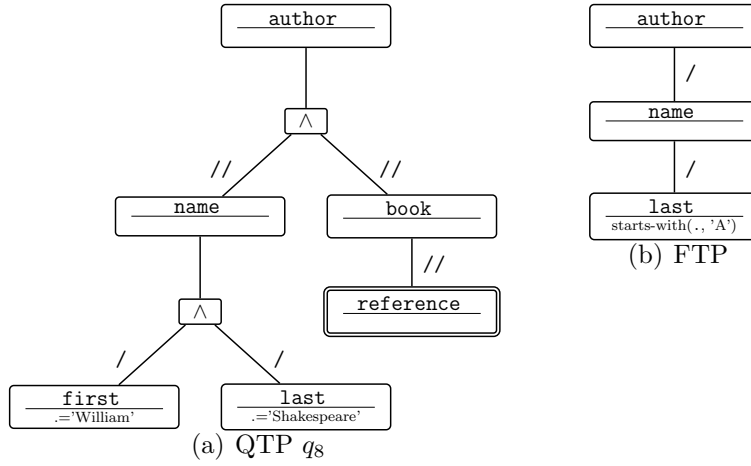 author
∧
//
//
name
book
//
∧
reference
/
/
first
.='William'
last
.='Shakespeare'
(a) QTP q8
author
/
name
/
last
starts-with(., 'A')
(b) FTP